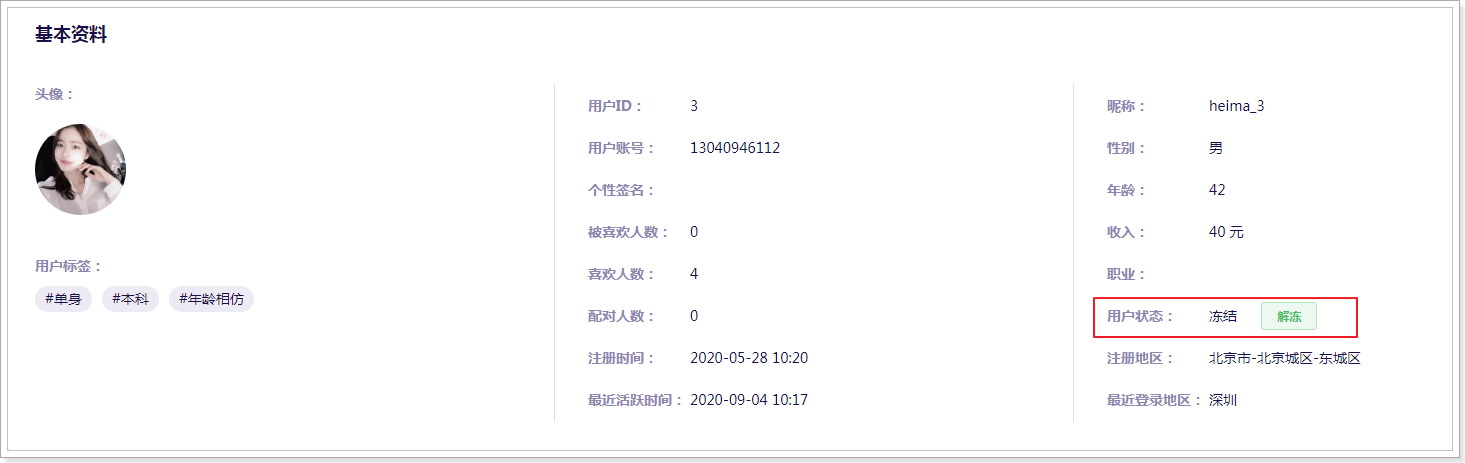 基本资料
头像：
用户标签：
#单身 #本科 #年龄相仿
用户ID： 3
用户账号： 13040946112
个性签名：
被喜欢人数： 0
喜欢人数： 4
配对人数： 0
注册时间： 2020-05-28 10:20
最近活跃时间： 2020-09-04 10:17
昵称： heima_3
性别： 男
年龄： 42
收入： 40 元
职业：
用户状态： 冻结 解冻
注册地区： 北京市-北京城区-东城区
最近登录地区： 深圳